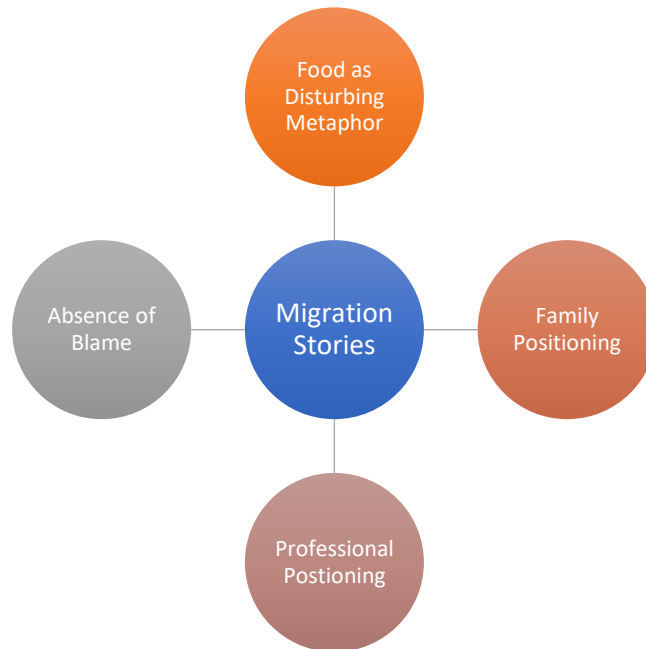 Food as
Disturbing
Metaphor
Absence of
Blame
Migration
Stories
Family
Positioning
Professional
Postioning